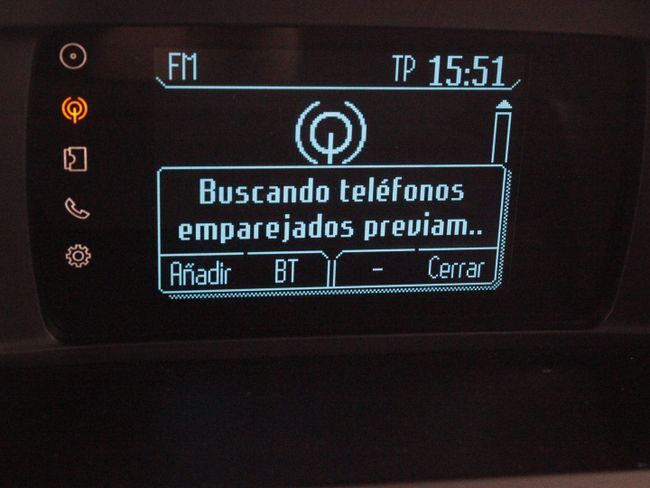 FM TP 15:51
Buscando teléfonos
emparejados previam..
Añadir BT - Cerrar